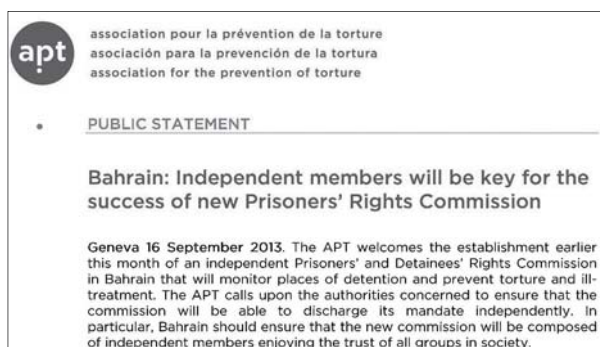 apt
association pour la prévention de la torture
asociación para la prevención de la tortura
association for the prevention of torture
• PUBLIC STATEMENT
Bahrain: Independent members will be key for the
success of new Prisoners' Rights Commission
Geneva 16 September 2013. The APT welcomes the establishment earlier
this month of an independent Prisoners' and Detainees' Rights Commission
in Bahrain that will monitor places of detention and prevent torture and ill-
treatment. The APT calls upon the authorities concerned to ensure that the
commission will be able to discharge its mandate independently. In
particular, Bahrain should ensure that the new commission will be composed
of independent members enjoying the trust of all groups in society.